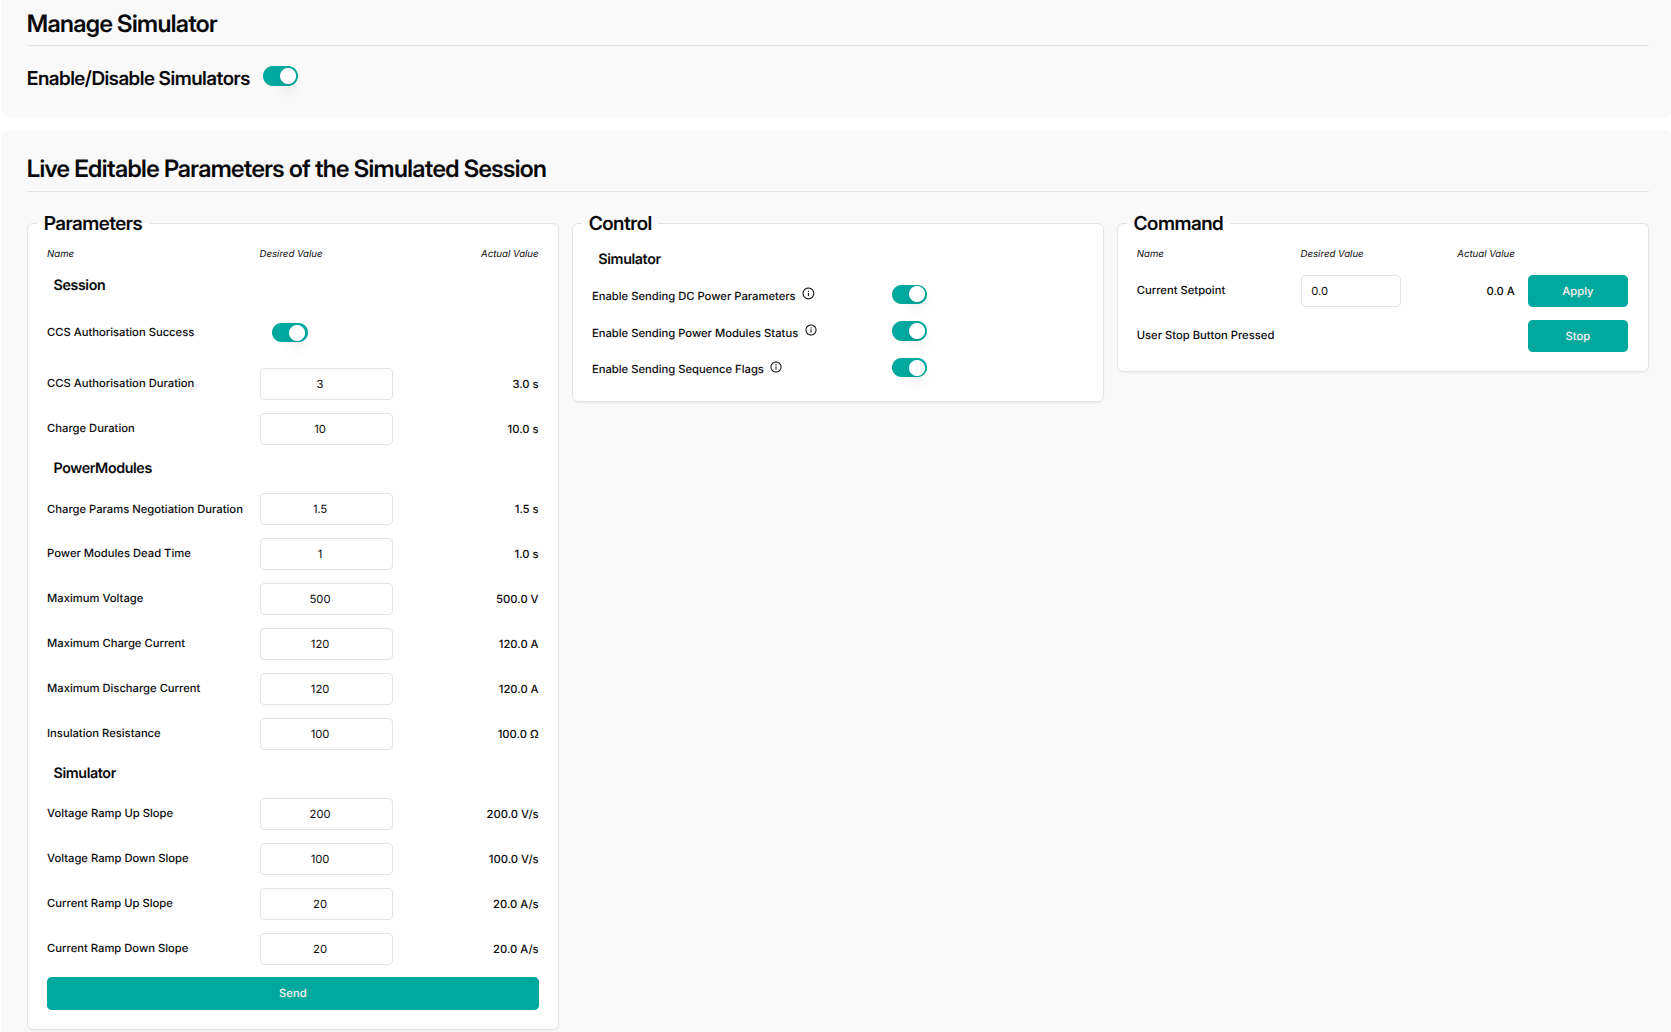 Manage Simulator
Enable/Disable Simulators
Live Editable Parameters of the Simulated Session
Parameters
Name Desired Value Actual Value
Session
CCS Authorisation Success
CCS Authorisation Duration 3 3.0 s
Charge Duration 10 10.0 s
PowerModules
Charge Params Negotiation Duration 1.5 1.5 s
Power Modules Dead Time 1 1.0 s
Maximum Voltage 500 500.0 V
Maximum Charge Current 120 120.0 A
Maximum Discharge Current 120 120.0 A
Insulation Resistance 100 100.0 Ω
Simulator
Voltage Ramp Up Slope 200 200.0 V/s
Voltage Ramp Down Slope 100 100.0 V/s
Current Ramp Up Slope 20 20.0 A/s
Current Ramp Down Slope 20 20.0 A/s
Send
Control
Simulator
Enable Sending DC Power Parameters
Enable Sending Power Modules Status
Enable Sending Sequence Flags
Command
Name Desired Value Actual Value
Current Setpoint 0.0 0.0 A Apply
User Stop Button Pressed Stop